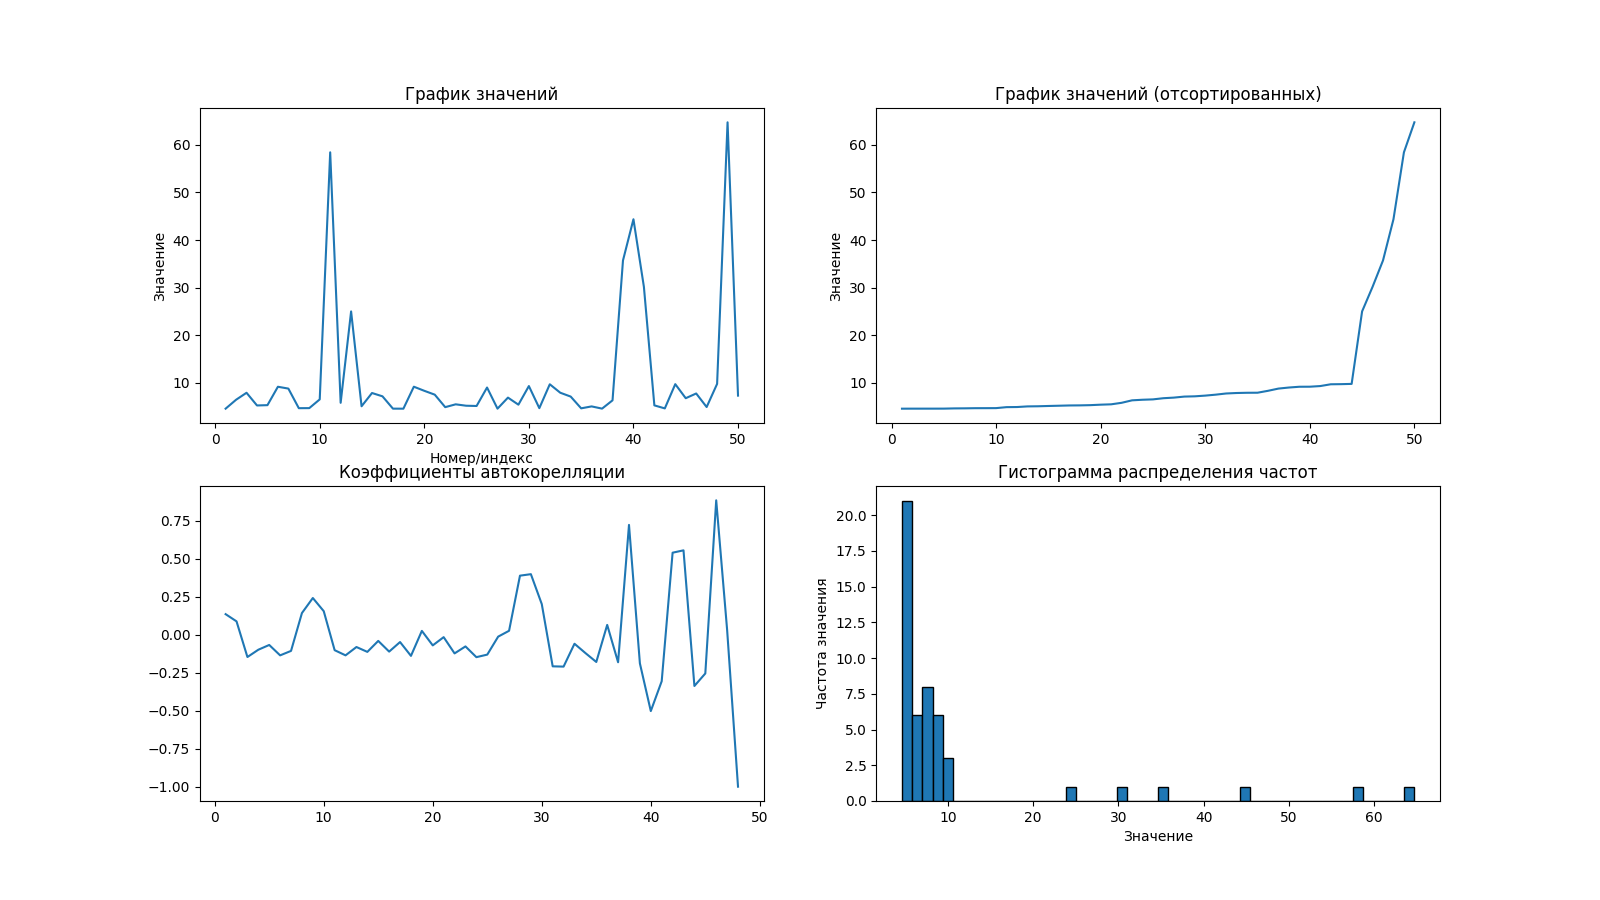 График значений
Значение
60
50
40
30
20
10
0 10 20 30 40 50
Номер/индекс
График значений (отсортированных)
Значение
60
50
40
30
20
10
0 10 20 30 40 50
Коэффициенты автокорелляции
0.75
0.50
0.25
0.00
−0.25
−0.50
−0.75
−1.00
0 10 20 30 40 50
Гистограмма распределения частот
Частота значения
20.0
17.5
15.0
12.5
10.0
7.5
5.0
2.5
0.0
10 20 30 40 50 60
Значение